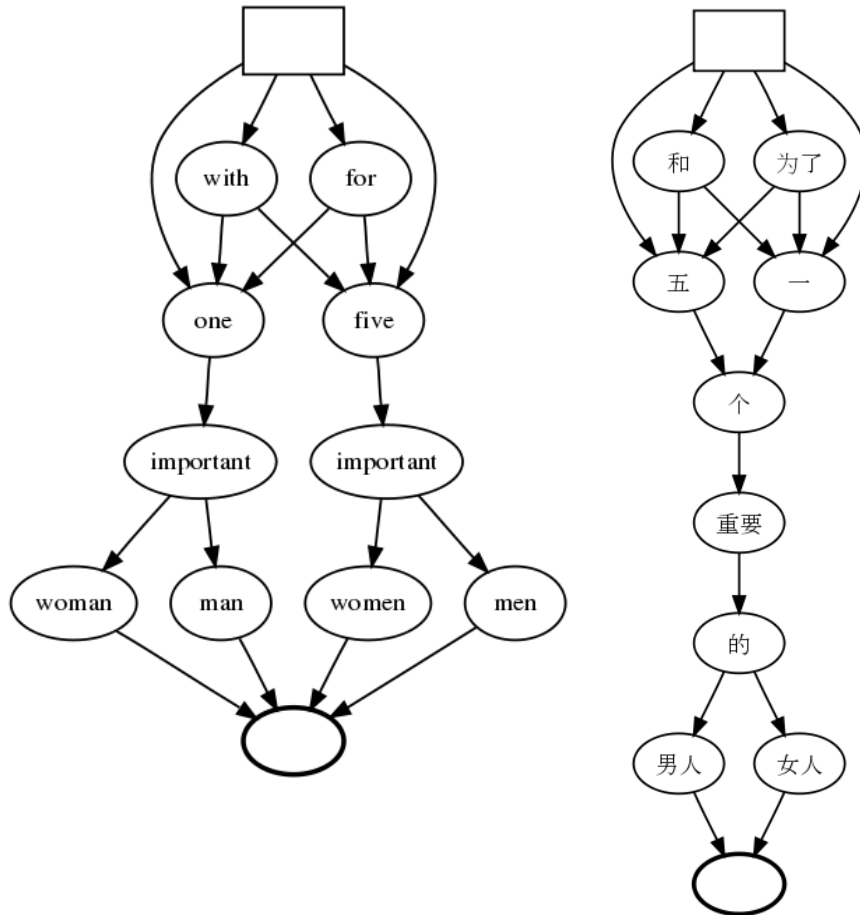 with for
one five
important important
woman man women men
和 为了
五 一
个
重要
的
男人 女人